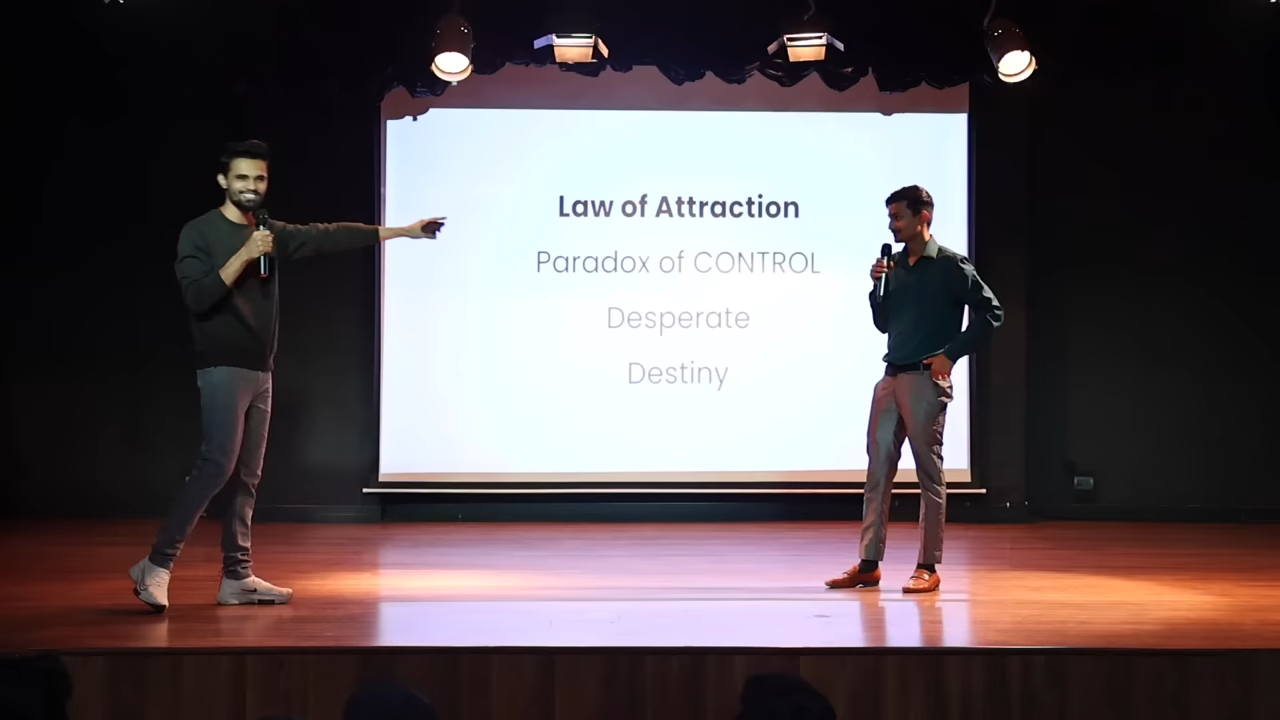 Law of Attraction
Paradox of CONTROL
Desperate
Destiny